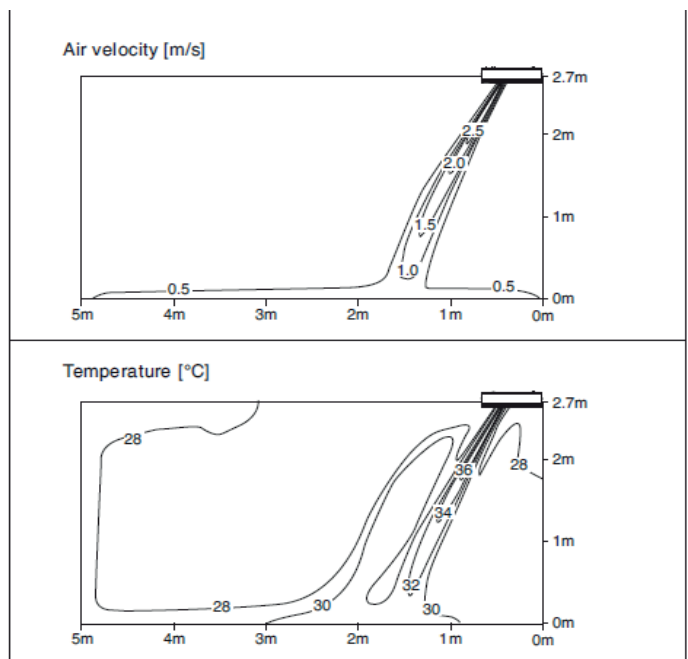 Air velocity [m/s]
2.7m
2.5
2m
2.0
1.5
1m
1.0
0.5
0.5
0m
5m 4m 3m 2m 1m 0m
Temperature [°C]
2.7m
28
36
28
2m
34
1m
32
28
30
30
0m
5m 4m 3m 2m 1m 0m